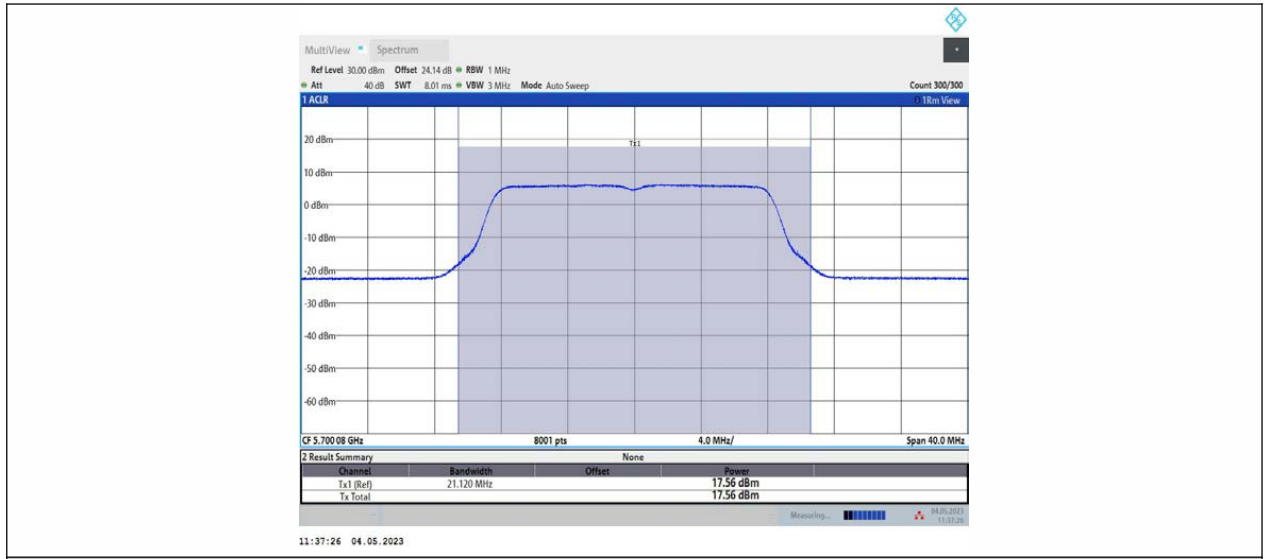 MultiView Spectrum
Ref Level 30.00 dBm Offset 24.14 dB RBW 1 MHz
Att 40 dB SWT 8.01 ms VBW 3 MHz Mode Auto Sweep Count 300/300
1 ACLR 1Rm View
Tx1
20 dBm
10 dBm
0 dBm
-10 dBm
-20 dBm
-30 dBm
-40 dBm
-50 dBm
-60 dBm
CF 5.700 08 GHz 8001 pts 4.0 MHz/ Span 40.0 MHz
2 Result Summary None
Channel Bandwidth Offset Power
Tx1 (Ref) 21.120 MHz 17.56 dBm
Tx Total 17.56 dBm
Measuring... 04.05.2023
11:37:26
11:37:26 04.05.2023